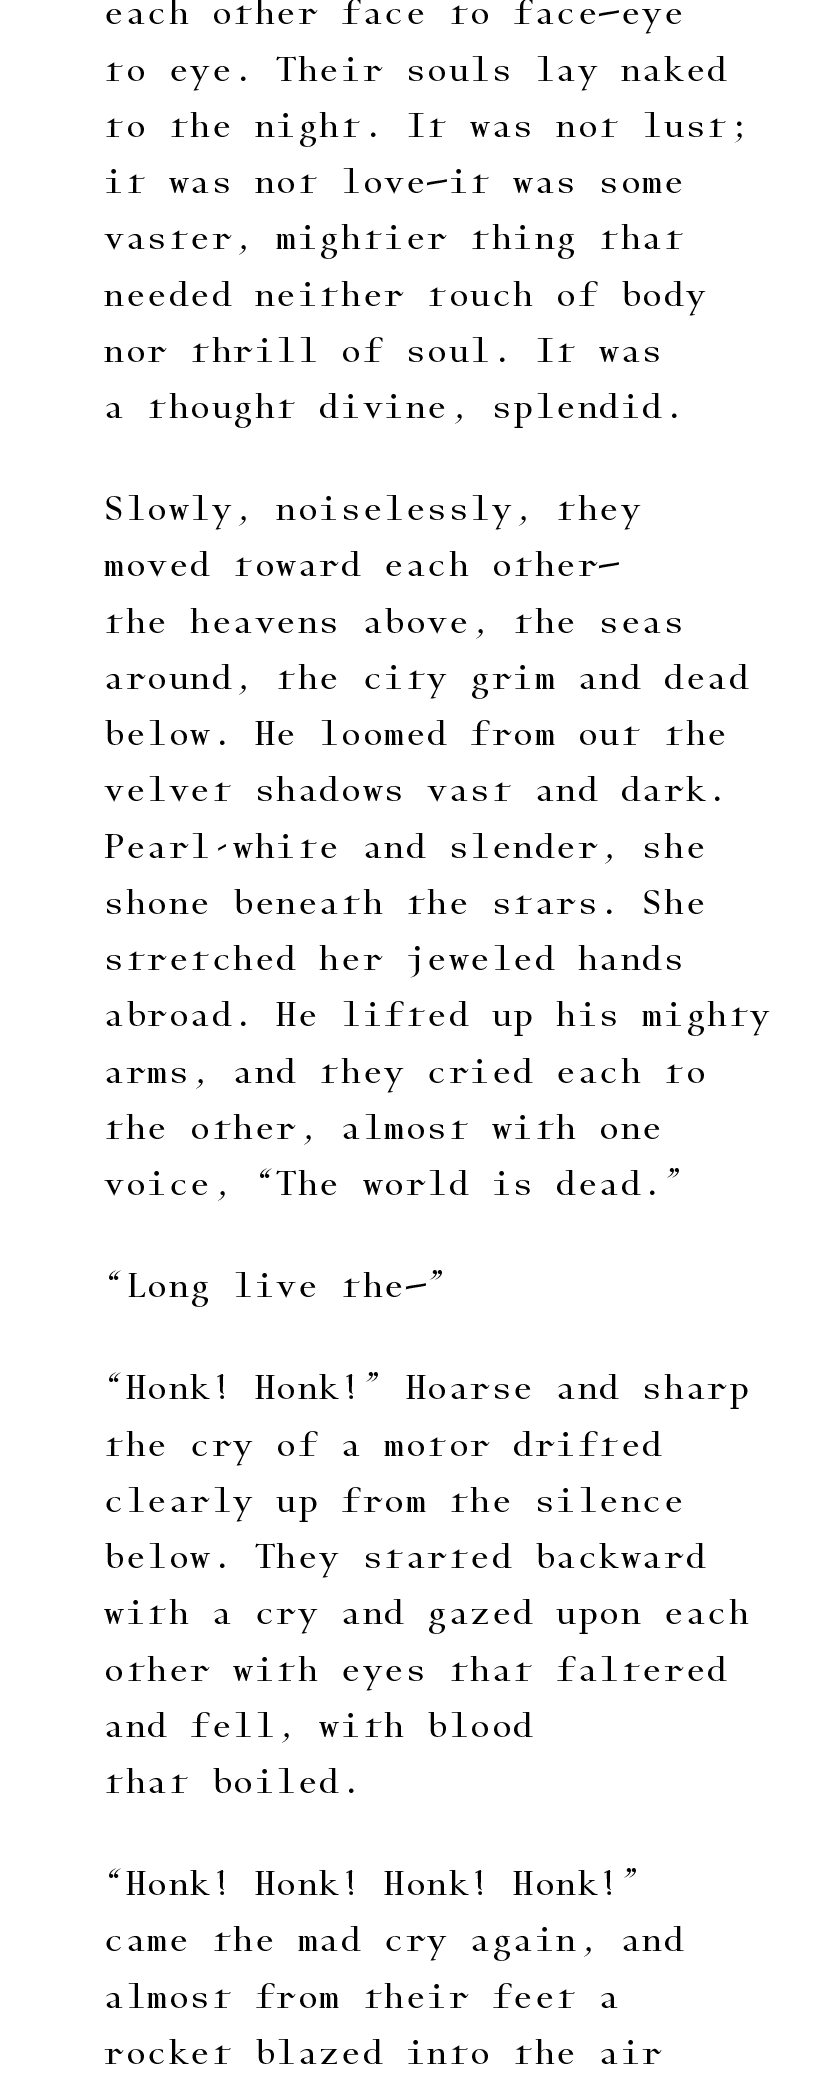 each other face to face—eye
to eye. Their souls lay naked
to the night. It was not lust;
it was not love—it was some
vaster, mightier thing that
needed neither touch of body
nor thrill of soul. It was
a thought divine, splendid.
Slowly, noiselessly, they
moved toward each other—
the heavens above, the seas
around, the city grim and dead
below. He loomed from out the
velvet shadows vast and dark.
Pearl-white and slender, she
shone beneath the stars. She
stretched her jeweled hands
abroad. He lifted up his mighty
arms, and they cried each to
the other, almost with one
voice, “The world is dead.”
“Long live the—”
“Honk! Honk!” Hoarse and sharp
the cry of a motor drifted
clearly up from the silence
below. They started backward
with a cry and gazed upon each
other with eyes that faltered
and fell, with blood
that boiled.
“Honk! Honk! Honk! Honk!”
came the mad cry again, and
almost from their feet a
rocket blazed into the air